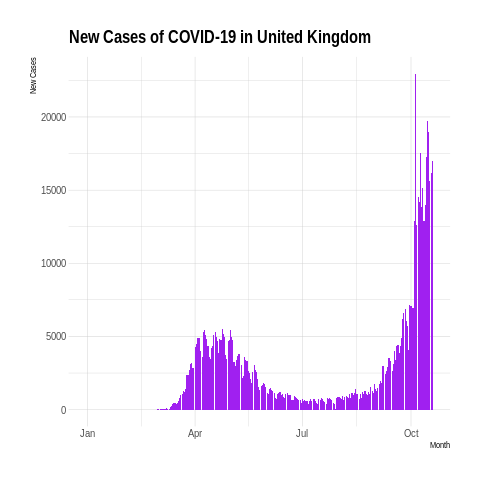 New Cases of COVID-19 in United Kingdom
New Cases
20000
15000
10000
5000
0
Jan Apr Jul Oct
Month